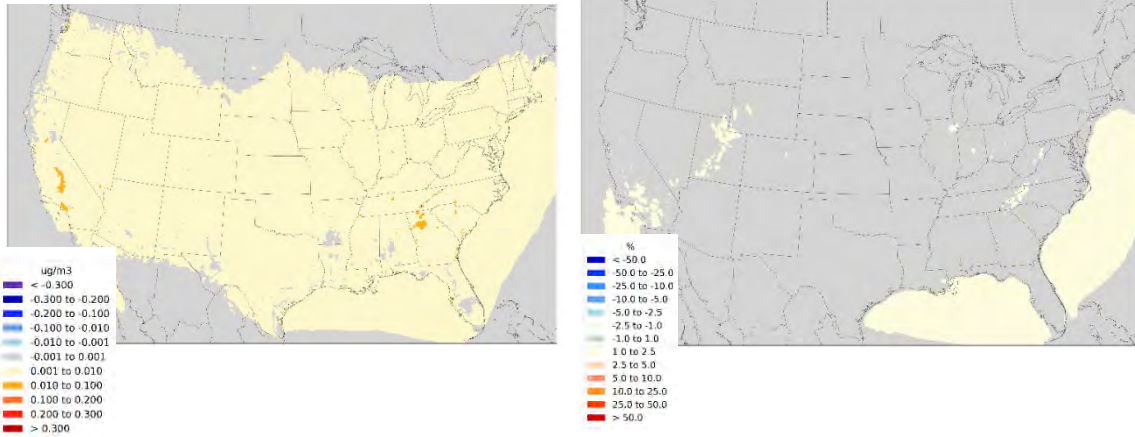 ug/m3
< -0.300
-0.300 to -0.200
-0.200 to -0.100
-0.100 to -0.010
-0.010 to -0.001
-0.001 to 0.001
0.001 to 0.010
0.010 to 0.100
0.100 to 0.200
0.200 to 0.300
> 0.300
%
< -50.0
-50.0 to -25.0
-25.0 to -10.0
-10.0 to -5.0
-5.0 to -2.5
-2.5 to -1.0
-1.0 to 1.0
1.0 to 2.5
2.5 to 5.0
5.0 to 10.0
10.0 to 25.0
25.0 to 50.0
> 50.0